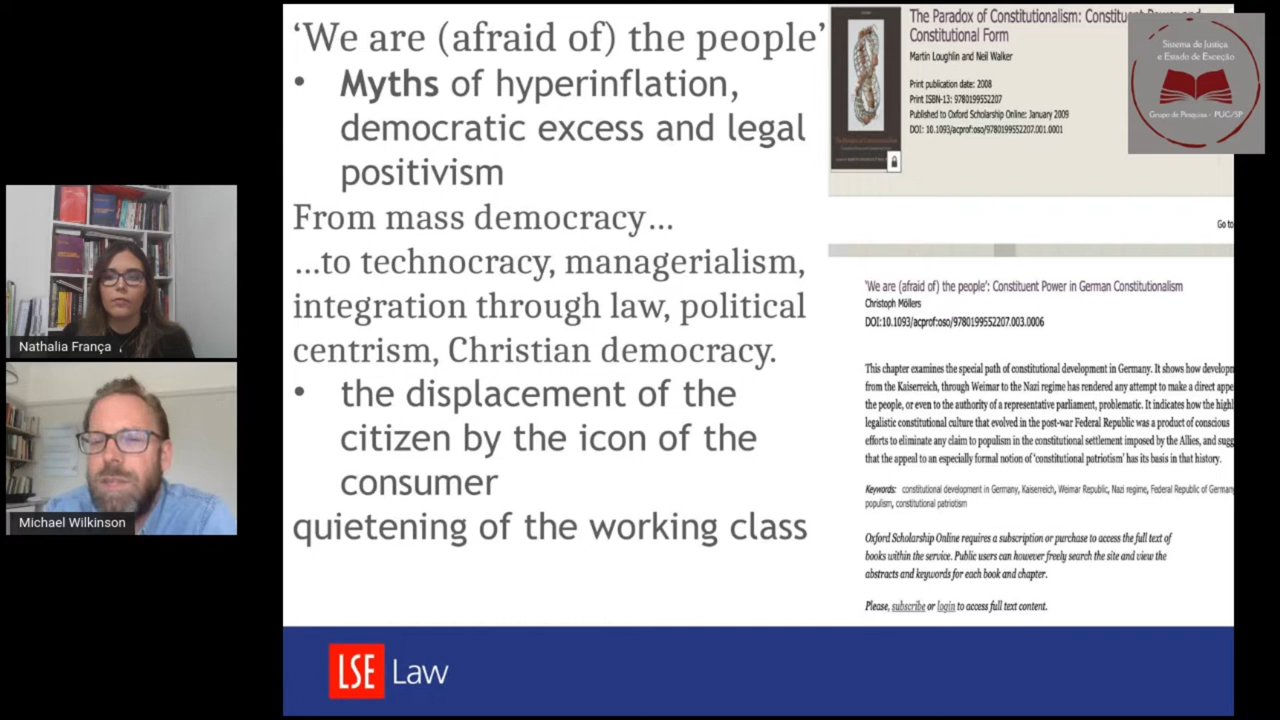 ‘We are (afraid of) the people’
• Myths of hyperinflation,
democratic excess and legal
positivism
From mass democracy…
…to technocracy, managerialism,
integration through law, political
centrism, Christian democracy.
• the displacement of the
citizen by the icon of the
consumer
quietening of the working class
The Paradox of Constitutionalism: Constituent Power and
Constitutional Form
Martin Loughlin and Neil Walker
Print publication date: 2008
Print ISBN-13: 9780199552207
Published to Oxford Scholarship Online: January 2009
DOI: 10.1093/acprof:oso/9780199552207.001.0001
Sistema de Justiça
e Estado de Exceção
Grupo de Pesquisa - PUC/SP
Go to
‘We are (afraid of) the people’: Constituent Power in German Constitutionalism
Christoph Möllers
DOI:10.1093/acprof:oso/9780199552207.003.0006
This chapter examines the special path of constitutional development in Germany. It shows how developm
from the Kaiserreich, through Weimar to the Nazi regime has rendered any attempt to make a direct appe
the people, or even to the authority of a representative parliament, problematic. It indicates how the highl
legalistic constitutional culture that evolved in the post-war Federal Republic was a product of conscious
efforts to eliminate any claim to populism in the constitutional settlement imposed by the Allies, and sugg
that the appeal to an especially formal notion of ‘constitutional patriotism’ has its basis in that history.
Keywords: constitutional development in Germany, Kaiserreich, Weimar Republic, Nazi regime, Federal Republic of German
populism, constitutional patriotism
Oxford Scholarship Online requires a subscription or purchase to access the full text of
books within the service. Public users can however freely search the site and view the
abstracts and keywords for each book and chapter.
Please, subscribe or login to access full text content.
Nathalia França
Michael Wilkinson
LSE Law